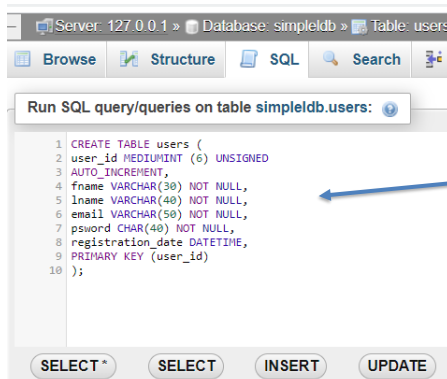 Server: 127.0.0.1 » Database: simpleldb » Table: users
Browse Structure SQL Search
Run SQL query/queries on table simpleldb.users:
1 CREATE TABLE users (
2 user_id MEDIUMINT (6) UNSIGNED
3 AUTO_INCREMENT,
4 fname VARCHAR(30) NOT NULL,
5 lname VARCHAR(40) NOT NULL,
6 email VARCHAR(50) NOT NULL,
7 psword CHAR(40) NOT NULL,
8 registration_date DATETIME,
9 PRIMARY KEY (user_id)
10 );
SELECT * SELECT INSERT UPDATE